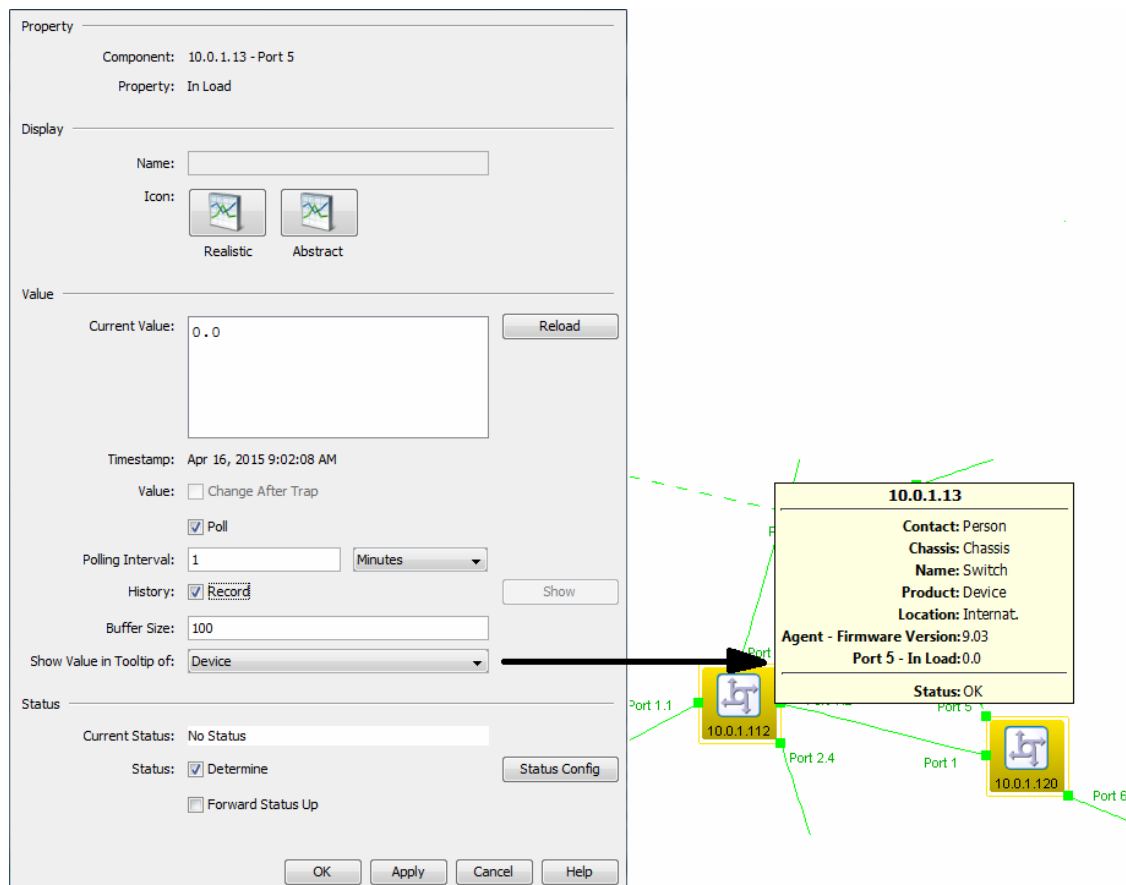 Property
Component: 10.0.1.13 - Port 5
Property: In Load
Display
Name:
Icon:
Realistic Abstract
Value
Current Value: 0.0 Reload
Timestamp: Apr 16, 2015 9:02:08 AM
Value: Change After Trap
Poll
Polling Interval: 1 Minutes
History: Record Show
Buffer Size: 100
Show Value in Tooltip of: Device
Status
Current Status: No Status
Status: Determine Status Config
Forward Status Up
OK Apply Cancel Help
10.0.1.13
Contact: Person
Chassis: Chassis
Name: Switch
Product: Device
Location: Internat.
Agent - Firmware Version: 9.03
Port 5 - In Load: 0.0
Status: OK
Port
Port 1.1
10.0.1.112
Port 2.4
Port 5
Port 1
10.0.1.120
Port 6